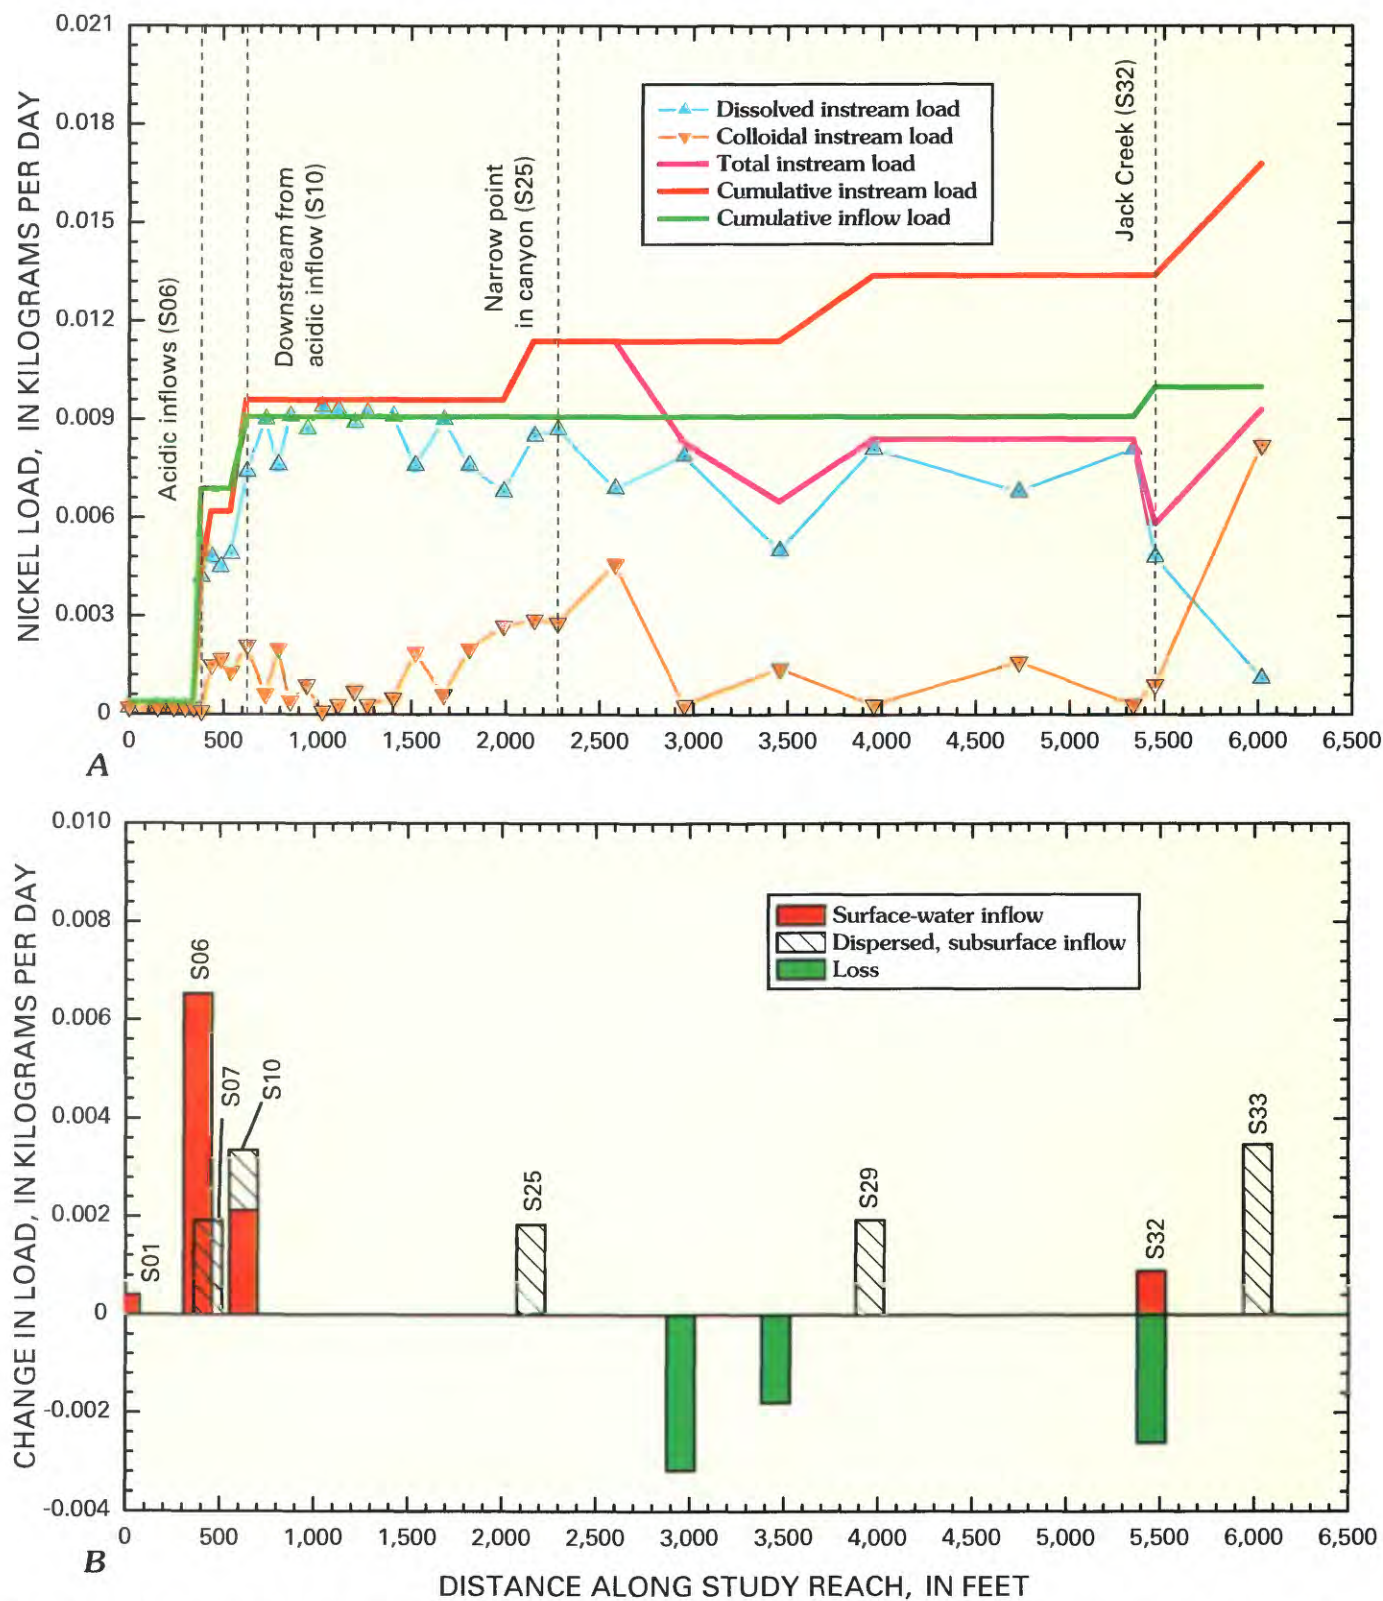 0.021
0.018
0.015
0.012
0.009
0.006
0.003
0
NICKEL LOAD, IN KILOGRAMS PER DAY
Acidic inflows (S06)
Downstream from
acidic inflow (S10)
Narrow point
in canyon (S25)
Jack Creek (S32)
Dissolved instream load
Colloidal instream load
Total instream load
Cumulative instream load
Cumulative inflow load
0 500 1,000 1,500 2,000 2,500 3,000 3,500 4,000 4,500 5,000 5,500 6,000 6,500
A
0.010
0.008
0.006
0.004
0.002
0
-0.002
-0.004
CHANGE IN LOAD, IN KILOGRAMS PER DAY
Surface-water inflow
Dispersed, subsurface inflow
Loss
S01
S06
S07
S10
S25
S29
S32
S33
0 500 1,000 1,500 2,000 2,500 3,000 3,500 4,000 4,500 5,000 5,500 6,000 6,500
B
DISTANCE ALONG STUDY REACH, IN FEET